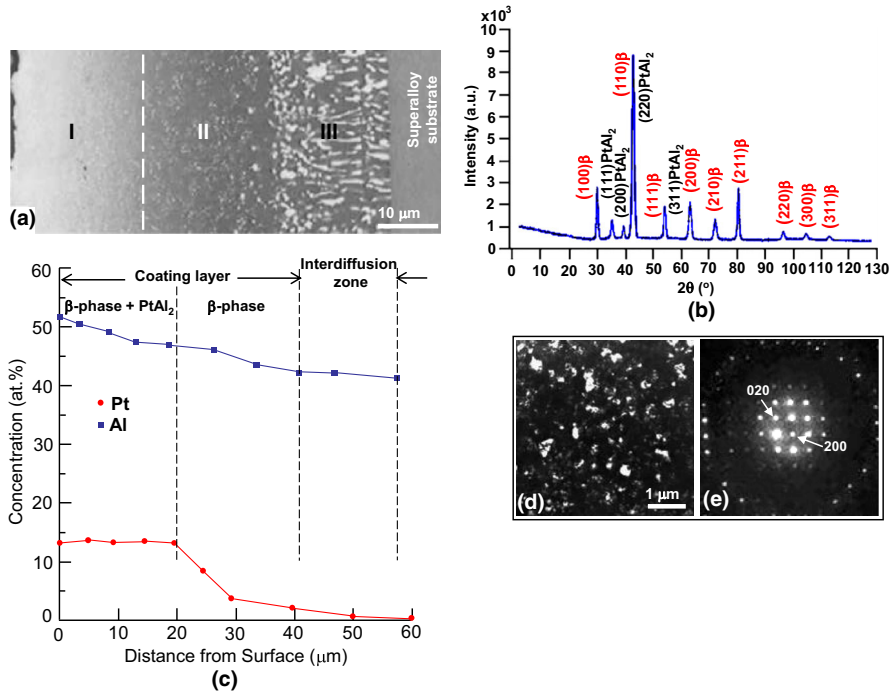 I
II
III
Superalloy
substrate
10 μm
(a)
×10³
10
9
8
7
6
5
4
3
2
1
0
Intensity (a.u.)
(100)β
(111)PtAl₂
(200)PtAl₂
(110)β
(220)PtAl₂
(111)β
(311)PtAl₂
(200)β
(210)β
(211)β
(220)β
(300)β
(311)β
0 10 20 30 40 50 60 70 80 90 100 110 120 130
2θ (°)
(b)
60
50
40
30
20
10
0
Concentration (at.%)
Coating layer
Interdiffusion
zone
β-phase + PtAl₂
β-phase
Pt
Al
0 10 20 30 40 50 60
Distance from Surface (μm)
(c)
(d)
1 μm
020
200
(e)